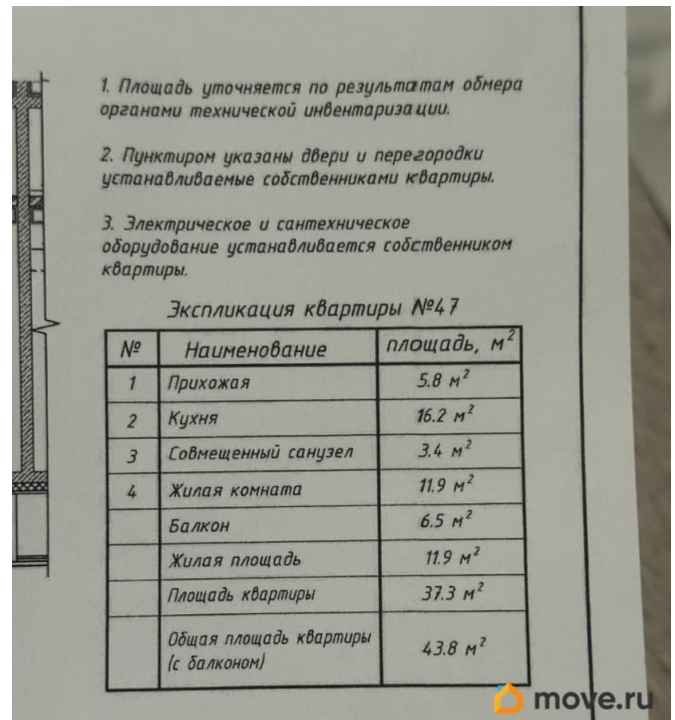 1. Площадь уточняется по результатам обмера
органами технической инвентаризации.
2. Пунктиром указаны двери и перегородки
устанавливаемые собственниками квартиры.
3. Электрическое и сантехническое
оборудование устанавливается собственником
квартиры.
Экспликация квартиры №47
№ Наименование площадь, м²
1 Прихожая 5.8 м²
2 Кухня 16.2 м²
3 Совмещенный санузел 3.4 м²
4 Жилая комната 11.9 м²
Балкон 6.5 м²
Жилая площадь 11.9 м²
Площадь квартиры 37.3 м²
Общая площадь квартиры
(с балконом) 43.8 м²
move.ru